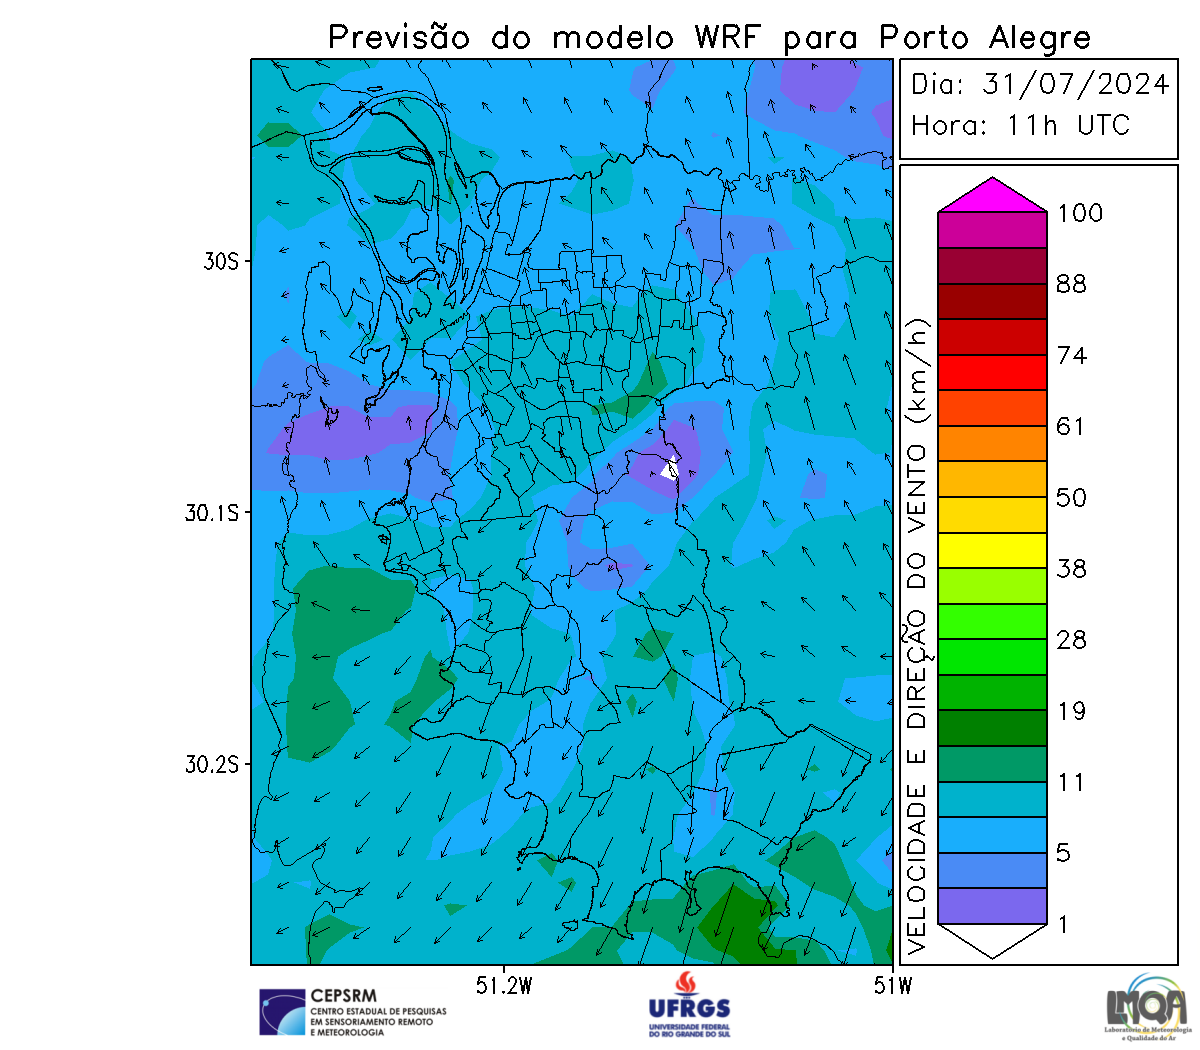 Previsão do modelo WRF para Porto Alegre
Dia: 31/07/2024
Hora: 11h UTC
30S
30.1S
30.2S
51.2W
51W
VELOCIDADE E DIREÇÃO DO VENTO (km/h)
100
88
74
61
50
38
28
19
11
5
1
CEPSRM
CENTRO ESTADUAL DE PESQUISAS
EM SENSORIAMENTO REMOTO
E METEOROLOGIA
UFRGS
UNIVERSIDADE FEDERAL
DO RIO GRANDE DO SUL
LMQA
Laboratório de Meteorologia
e Qualidade do Ar